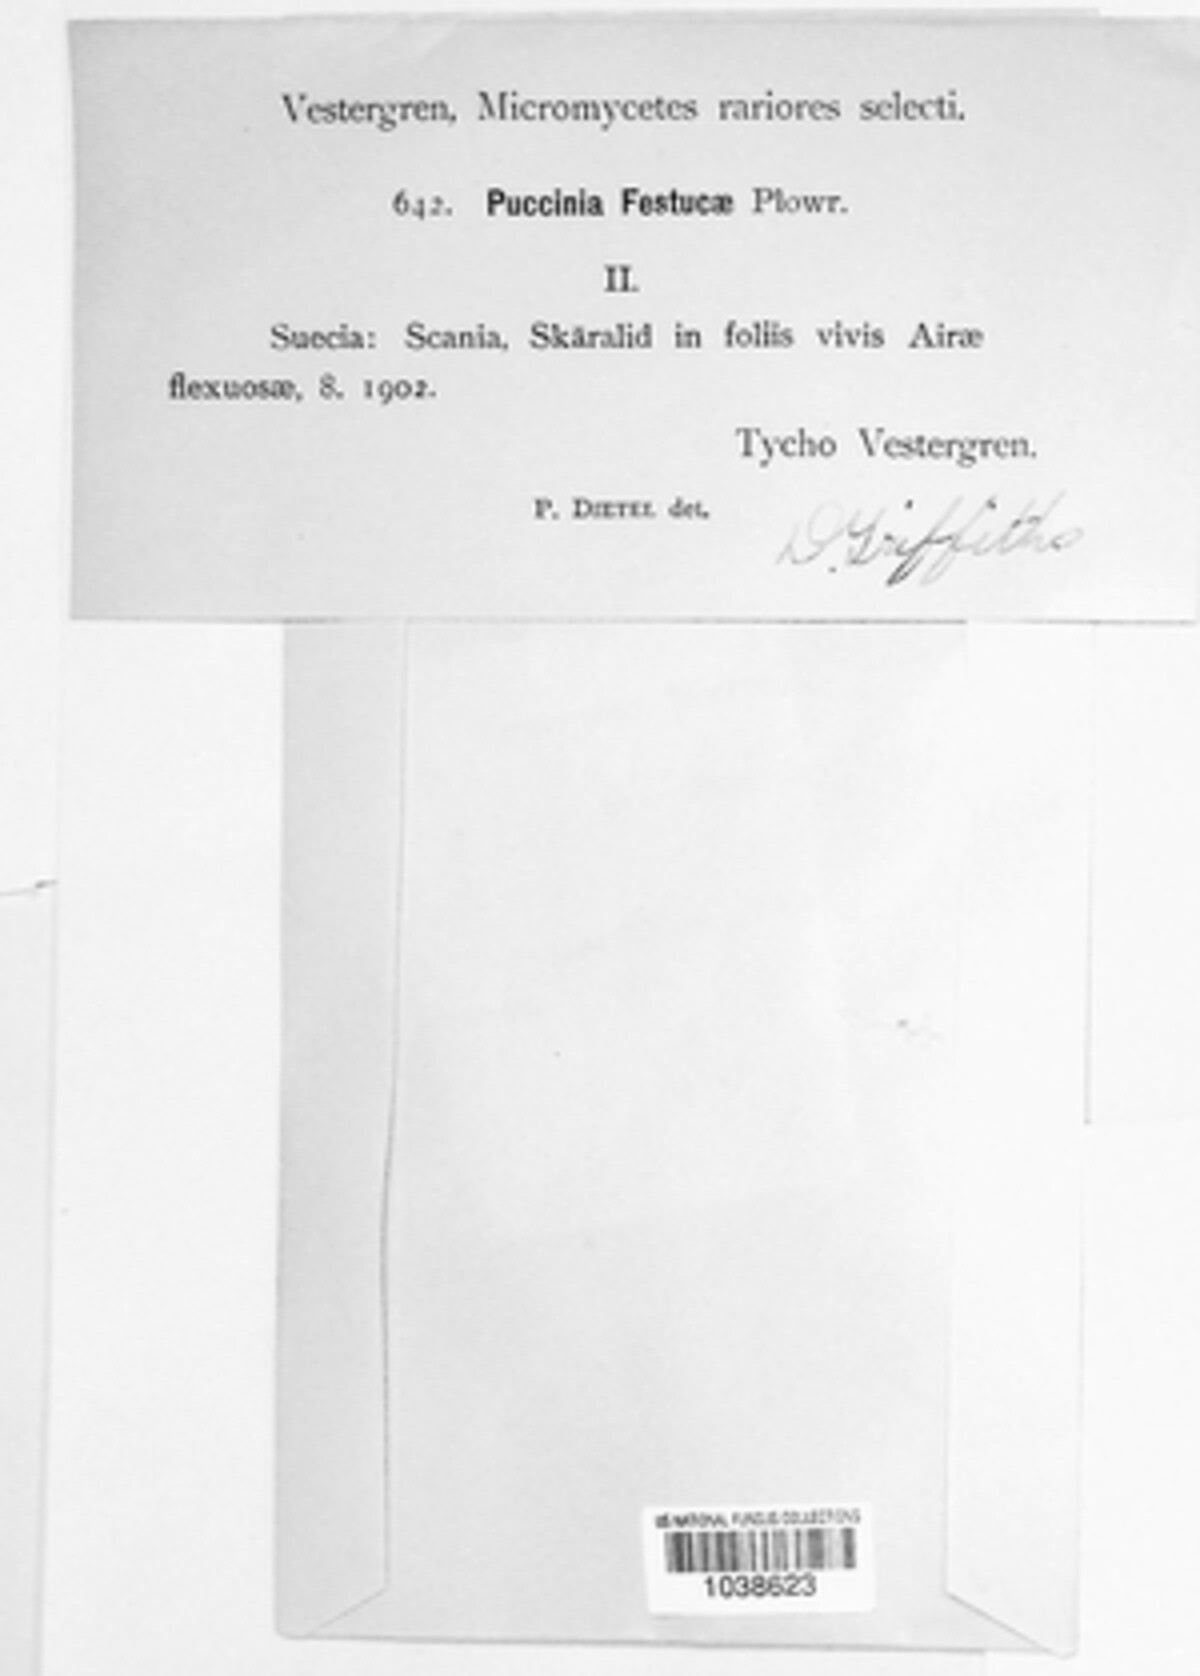 Vestergren, Micromycetes rariores selecti.
642. Puccinia Festucæ Plowr.
II.
Suecia: Scania, Skäralid in foliis vivis Airæ
flexuosæ, 8. 1902.
Tycho Vestergren.
P. DIETEL det.
D. Griffiths
US NATIONAL FUNGUS COLLECTIONS
1038623